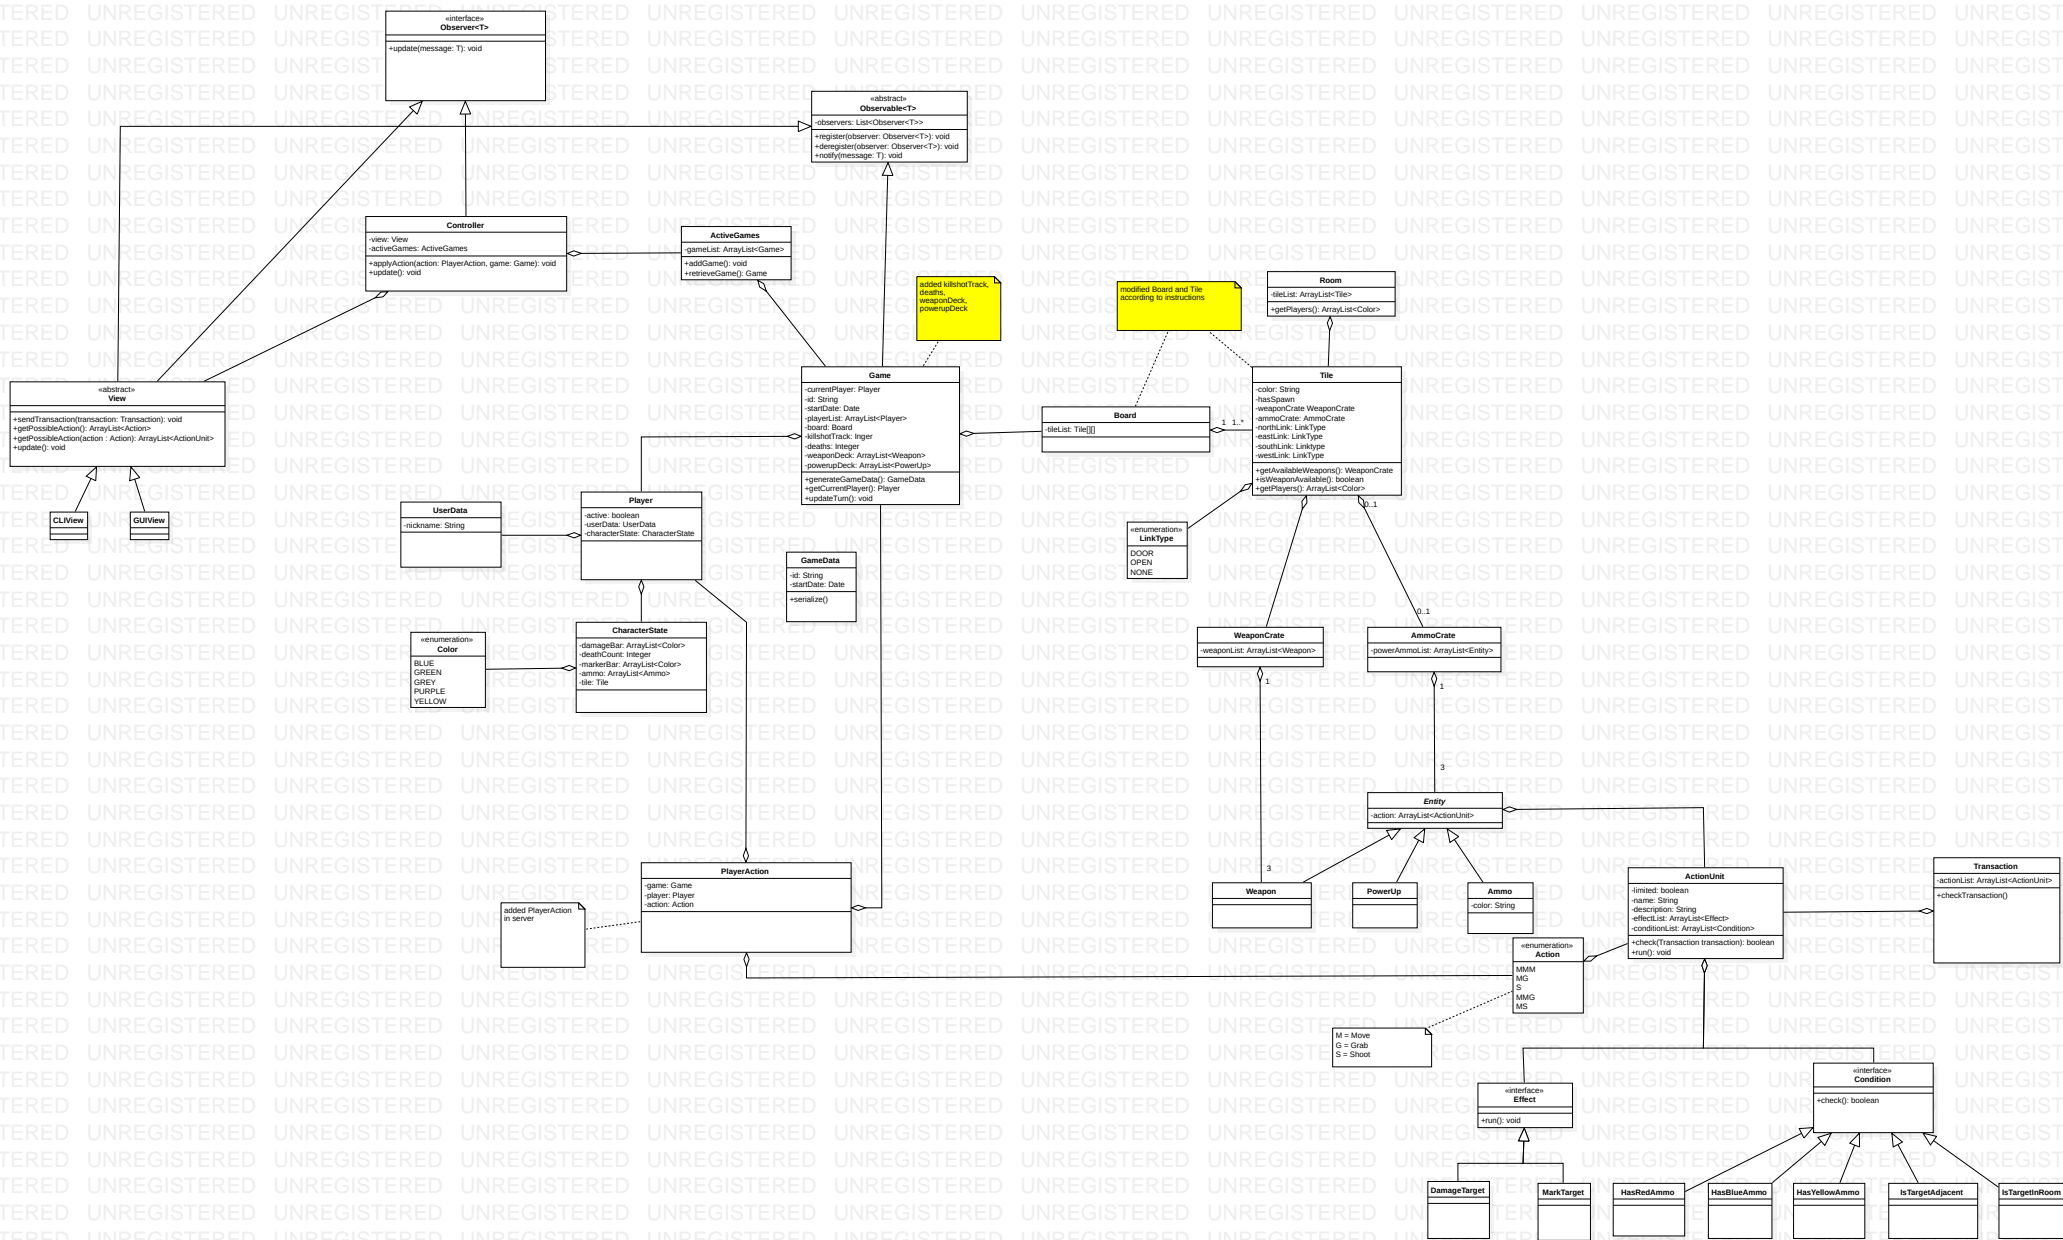 «interface»
Observer<T>
+update(message: T): void
«abstract»
Observable<T>
-observers: List<Observer<T>>
+register(observer: Observer<T>): void
+deregister(observer: Observer<T>): void
+notify(message: T): void
Controller
-view: View
-activeGames: ActiveGames
+applyAction(action: PlayerAction, game: Game): void
+update(): void
ActiveGames
-gameList: ArrayList<Game>
+addGame(): void
+retrieveGame(): Game
added killshotTrack,
deaths,
weaponDeck,
powerupDeck
modified Board and Tile
according to instructions
Room
-tileList: ArrayList<Tile>
+getPlayers(): ArrayList<Color>
«abstract»
View
+sendTransaction(transaction: Transaction): void
+getPossibleAction(): ArrayList<Action>
+getPossibleAction(action : Action): ArrayList<ActionUnit>
+update(): void
CLIView
GUIView
Game
-currentPlayer: Player
-id: String
-startDate: Date
-playerList: ArrayList<Player>
-board: Board
-killshotTrack: Inger
-deaths: Integer
-weaponDeck: ArrayList<Weapon>
-powerupDeck: ArrayList<PowerUp>
+generateGameData(): GameData
+getCurrentPlayer(): Player
+updateTurn(): void
Board
-tileList: Tile[][]
1
1..*
Tile
-color: String
-hasSpawn
-weaponCrate WeaponCrate
-ammoCrate: AmmoCrate
-northLink: LinkType
-eastLink: LinkType
-southLink: Linktype
-westLink: LinkType
+getAvailableWeapons(): WeaponCrate
+isWeaponAvailable(): boolean
+getPlayers(): ArrayList<Color>
0..1
UserData
-nickname: String
Player
-active: boolean
-userData: UserData
-characterState: CharacterState
GameData
-id: String
-startDate: Date
+serialize()
«enumeration»
LinkType
DOOR
OPEN
NONE
«enumeration»
Color
BLUE
GREEN
GREY
PURPLE
YELLOW
CharacterState
-damageBar: ArrayList<Color>
-deathCount: Integer
-markerBar: ArrayList<Color>
-ammo: ArrayList<Ammo>
-tile: Tile
0..1
WeaponCrate
-weaponList: ArrayList<Weapon>
1
AmmoCrate
-powerAmmoList: ArrayList<Entity>
1
3
Entity
-action: ArrayList<ActionUnit>
3
Weapon
PowerUp
Ammo
-color: String
PlayerAction
-game: Game
-player: Player
-action: Action
added PlayerAction
in server
ActionUnit
-limited: boolean
-name: String
-description: String
-effectList: ArrayList<Effect>
-conditionList: ArrayList<Condition>
+check(Transaction transaction): boolean
+run(): void
Transaction
-actionList: ArrayList<ActionUnit>
+checkTransaction()
«enumeration»
Action
MMM
MG
S
MMG
MS
M = Move
G = Grab
S = Shoot
«interface»
Effect
+run(): void
«interface»
Condition
+check(): boolean
DamageTarget
MarkTarget
HasRedAmmo
HasBlueAmmo
HasYellowAmmo
IsTargetAdjacent
IsTargetInRoom
UNREGISTERED